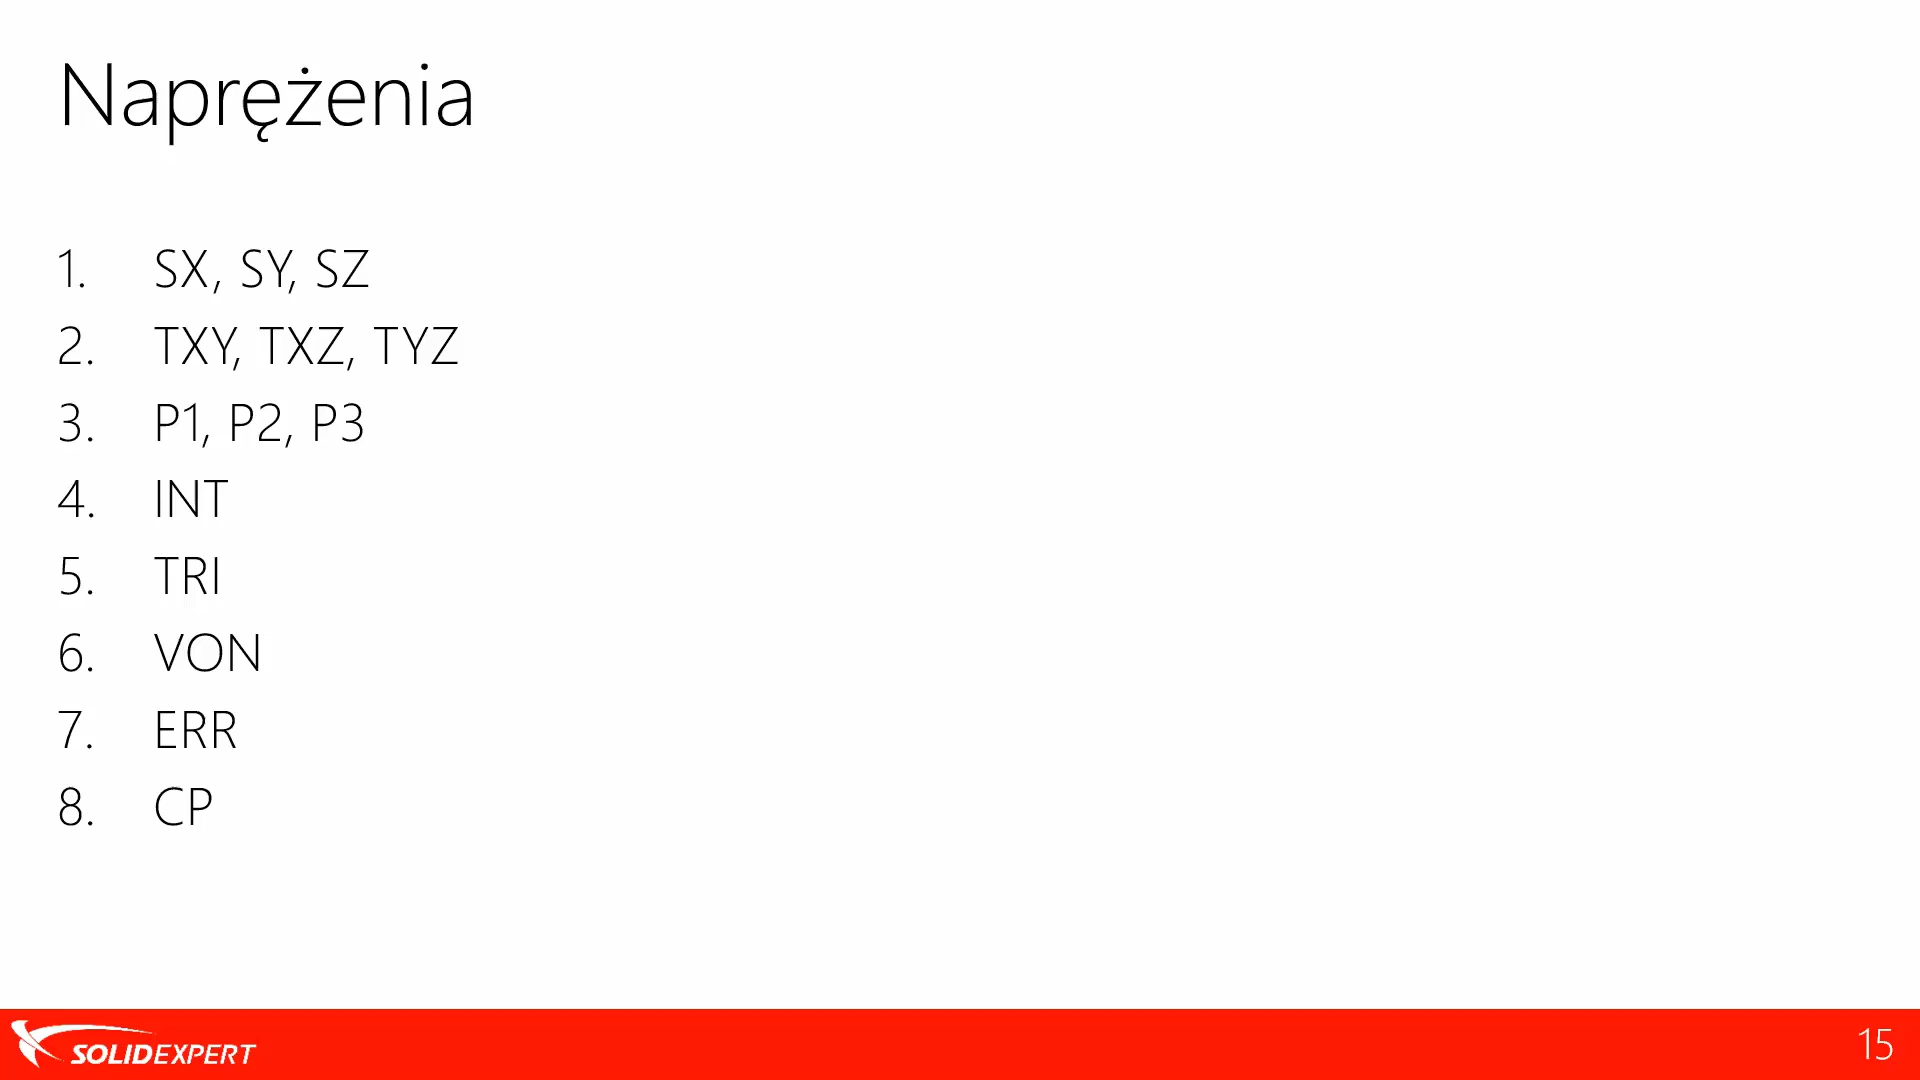 Naprężenia
1. SX, SY, SZ
2. TXY, TXZ, TYZ
3. P1, P2, P3
4. INT
5. TRI
6. VON
7. ERR
8. CP
SOLIDEXPERT
15